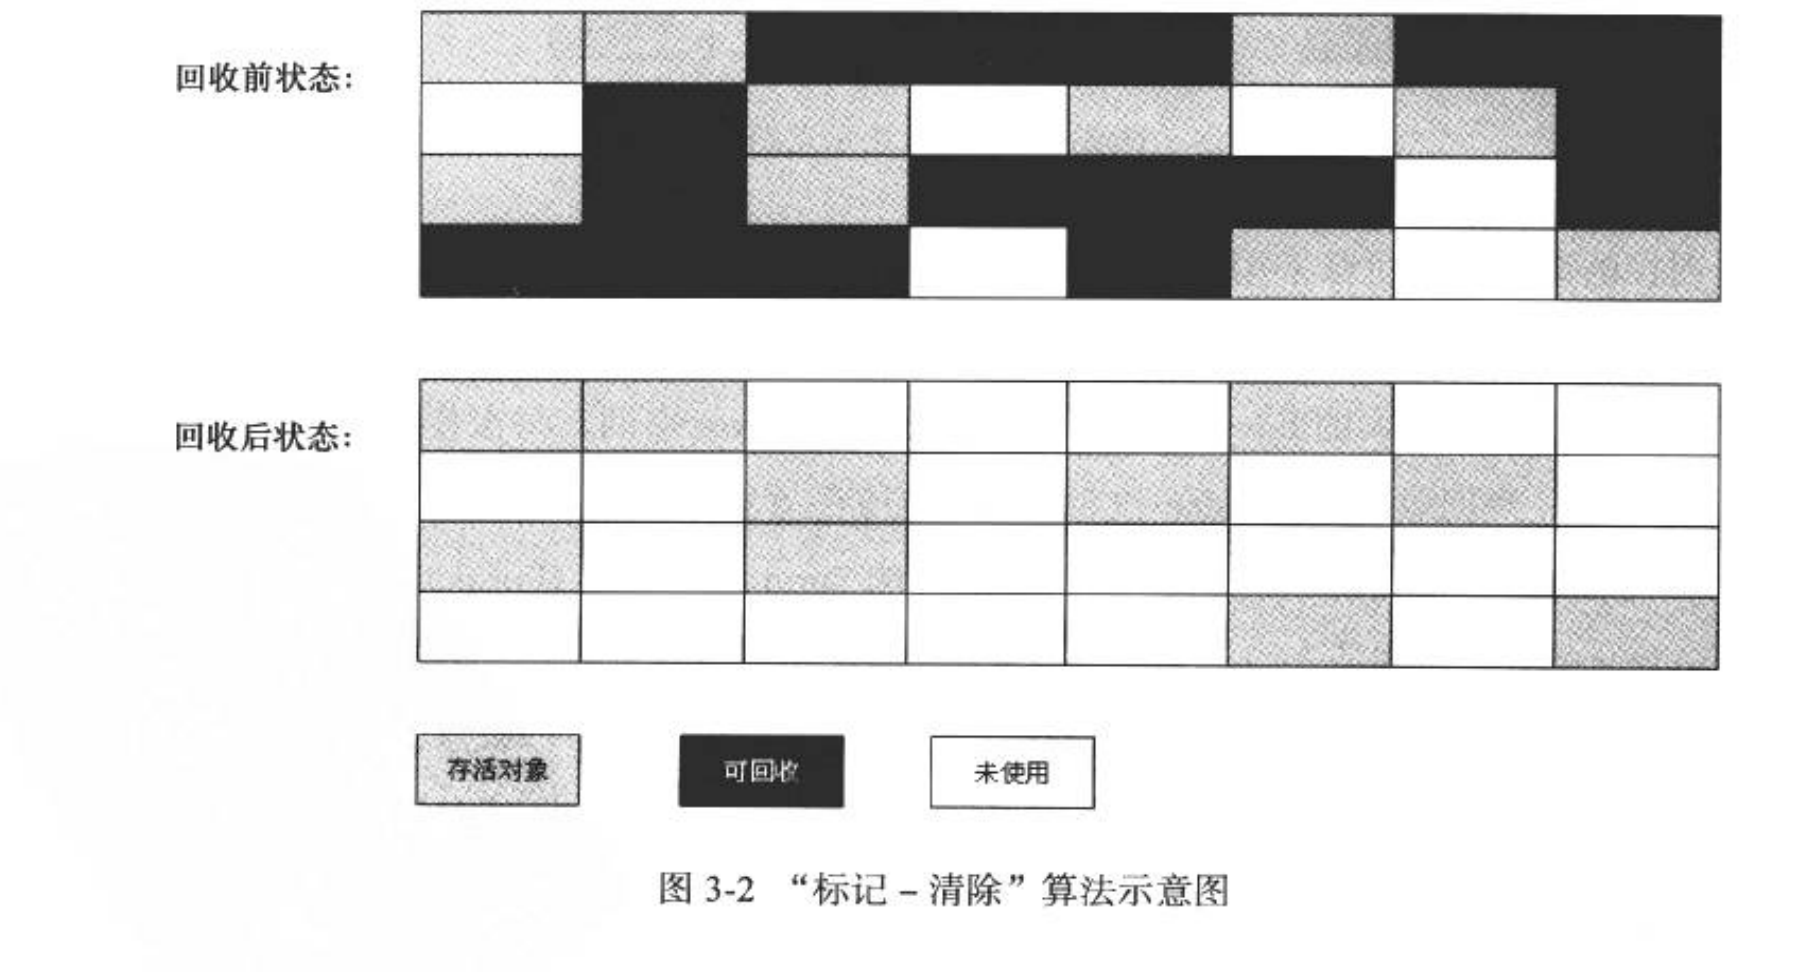 回收前状态:
回收后状态:
存活对象
可回收
未使用
图 3-2 “标记 – 清除” 算法示意图